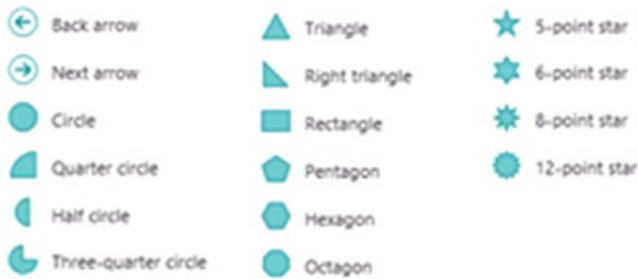 Back arrow
Next arrow
Circle
Quarter circle
Half circle
Three-quarter circle
Triangle
Right triangle
Rectangle
Pentagon
Hexagon
Octagon
5-point star
6-point star
8-point star
12-point star